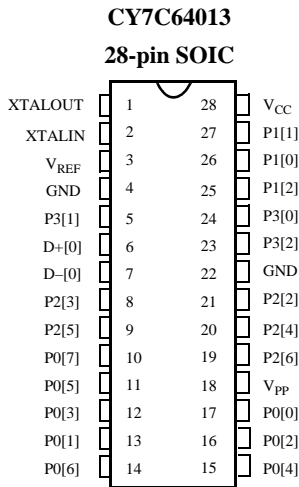 CY7C64013
28-pin SOIC
XTALOUT 1 28 VCC
XTALIN 2 27 P1[1]
VREF 3 26 P1[0]
GND 4 25 P1[2]
P3[1] 5 24 P3[0]
D+[0] 6 23 P3[2]
D–[0] 7 22 GND
P2[3] 8 21 P2[2]
P2[5] 9 20 P2[4]
P0[7] 10 19 P2[6]
P0[5] 11 18 VPP
P0[3] 12 17 P0[0]
P0[1] 13 16 P0[2]
P0[6] 14 15 P0[4]